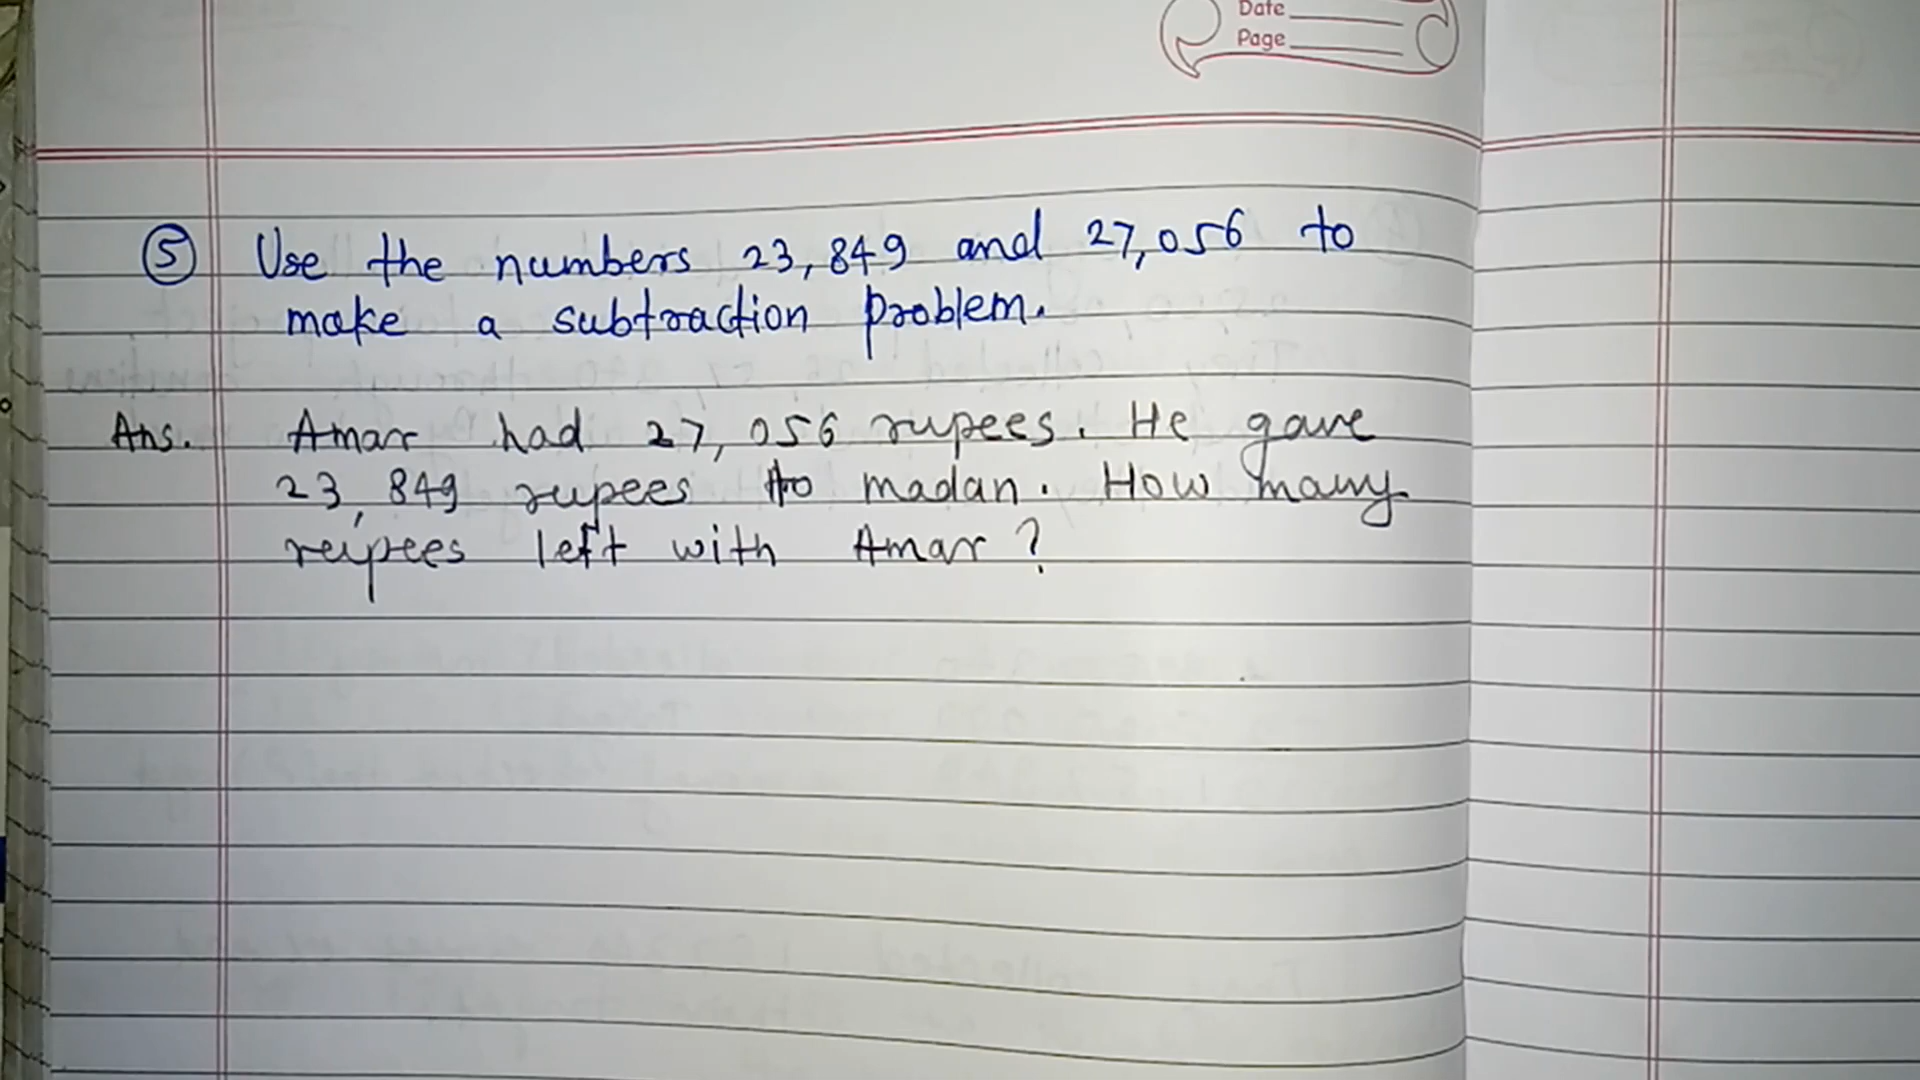 Date
Page
5 Use the numbers 23,849 and 27,056 to
make a subtraction problem.
Ans. Amar had 27,056 rupees. He gave
23,849 rupees to madan. How many
rupees left with Amar?